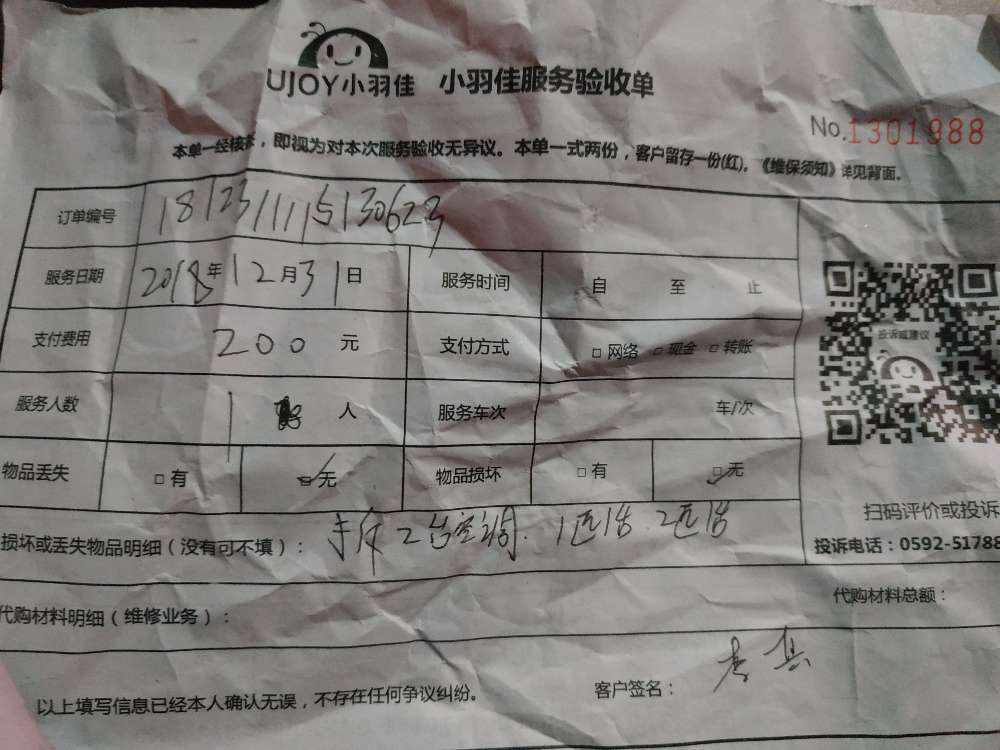 UJOY小羽佳 小羽佳服务验收单
No.1301988
本单一经核，即视为对本次服务验收无异议。本单一式两份，客户留存一份(红)。《维保须知》详见背面。
订单编号 1812311115130623
服务日期 2018年12月31日 服务时间 自 至 止
支付费用 200 元 支付方式 □网络 □现金 □转账
投诉或建议
服务人数 1 人 服务车次 车/次
物品丢失 □有 □无 物品损坏 □有 □无
扫码评价或投诉
损坏或丢失物品明细（没有可不填）： 2台空调. 1匹1台 2匹1台
投诉电话：0592-51788
代购材料明细（维修业务）： 代购材料总额：
以上填写信息已经本人确认无误，不存在任何争议纠纷。 客户签名：